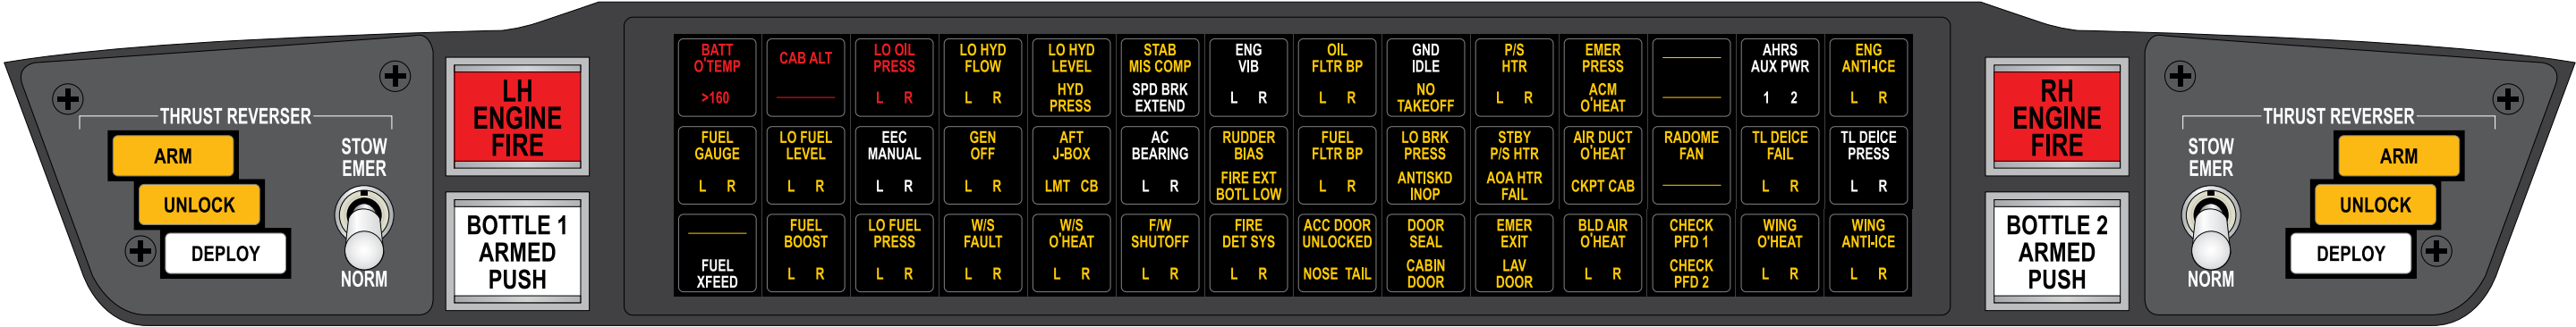 THRUST REVERSER
ARM
UNLOCK
DEPLOY
STOW
EMER
NORM
LH
ENGINE
FIRE
BOTTLE 1
ARMED
PUSH
BATT
O'TEMP
>160
CAB ALT
LO OIL
PRESS
L R
LO HYD
FLOW
L R
LO HYD
LEVEL
HYD
PRESS
STAB
MIS COMP
SPD BRK
EXTEND
ENG
VIB
L R
OIL
FLTR BP
L R
GND
IDLE
NO
TAKEOFF
P/S
HTR
L R
EMER
PRESS
ACM
O'HEAT
AHRS
AUX PWR
1 2
ENG
ANTI-ICE
L R
FUEL
GAUGE
L R
LO FUEL
LEVEL
L R
EEC
MANUAL
L R
GEN
OFF
L R
AFT
J-BOX
LMT CB
AC
BEARING
L R
RUDDER
BIAS
FIRE EXT
BOTL LOW
FUEL
FLTR BP
L R
LO BRK
PRESS
ANTISKD
INOP
STBY
P/S HTR
AOA HTR
FAIL
AIR DUCT
O'HEAT
CKPT CAB
RADOME
FAN
TL DEICE
FAIL
L R
TL DEICE
PRESS
L R
FUEL
XFEED
FUEL
BOOST
L R
LO FUEL
PRESS
L R
W/S
FAULT
L R
W/S
O'HEAT
L R
F/W
SHUTOFF
L R
FIRE
DET SYS
L R
ACC DOOR
UNLOCKED
NOSE TAIL
DOOR
SEAL
CABIN
DOOR
EMER
EXIT
LAV
DOOR
BLD AIR
O'HEAT
L R
CHECK
PFD 1
CHECK
PFD 2
WING
O'HEAT
L R
WING
ANTI-ICE
L R
RH
ENGINE
FIRE
BOTTLE 2
ARMED
PUSH
THRUST REVERSER
STOW
EMER
NORM
ARM
UNLOCK
DEPLOY